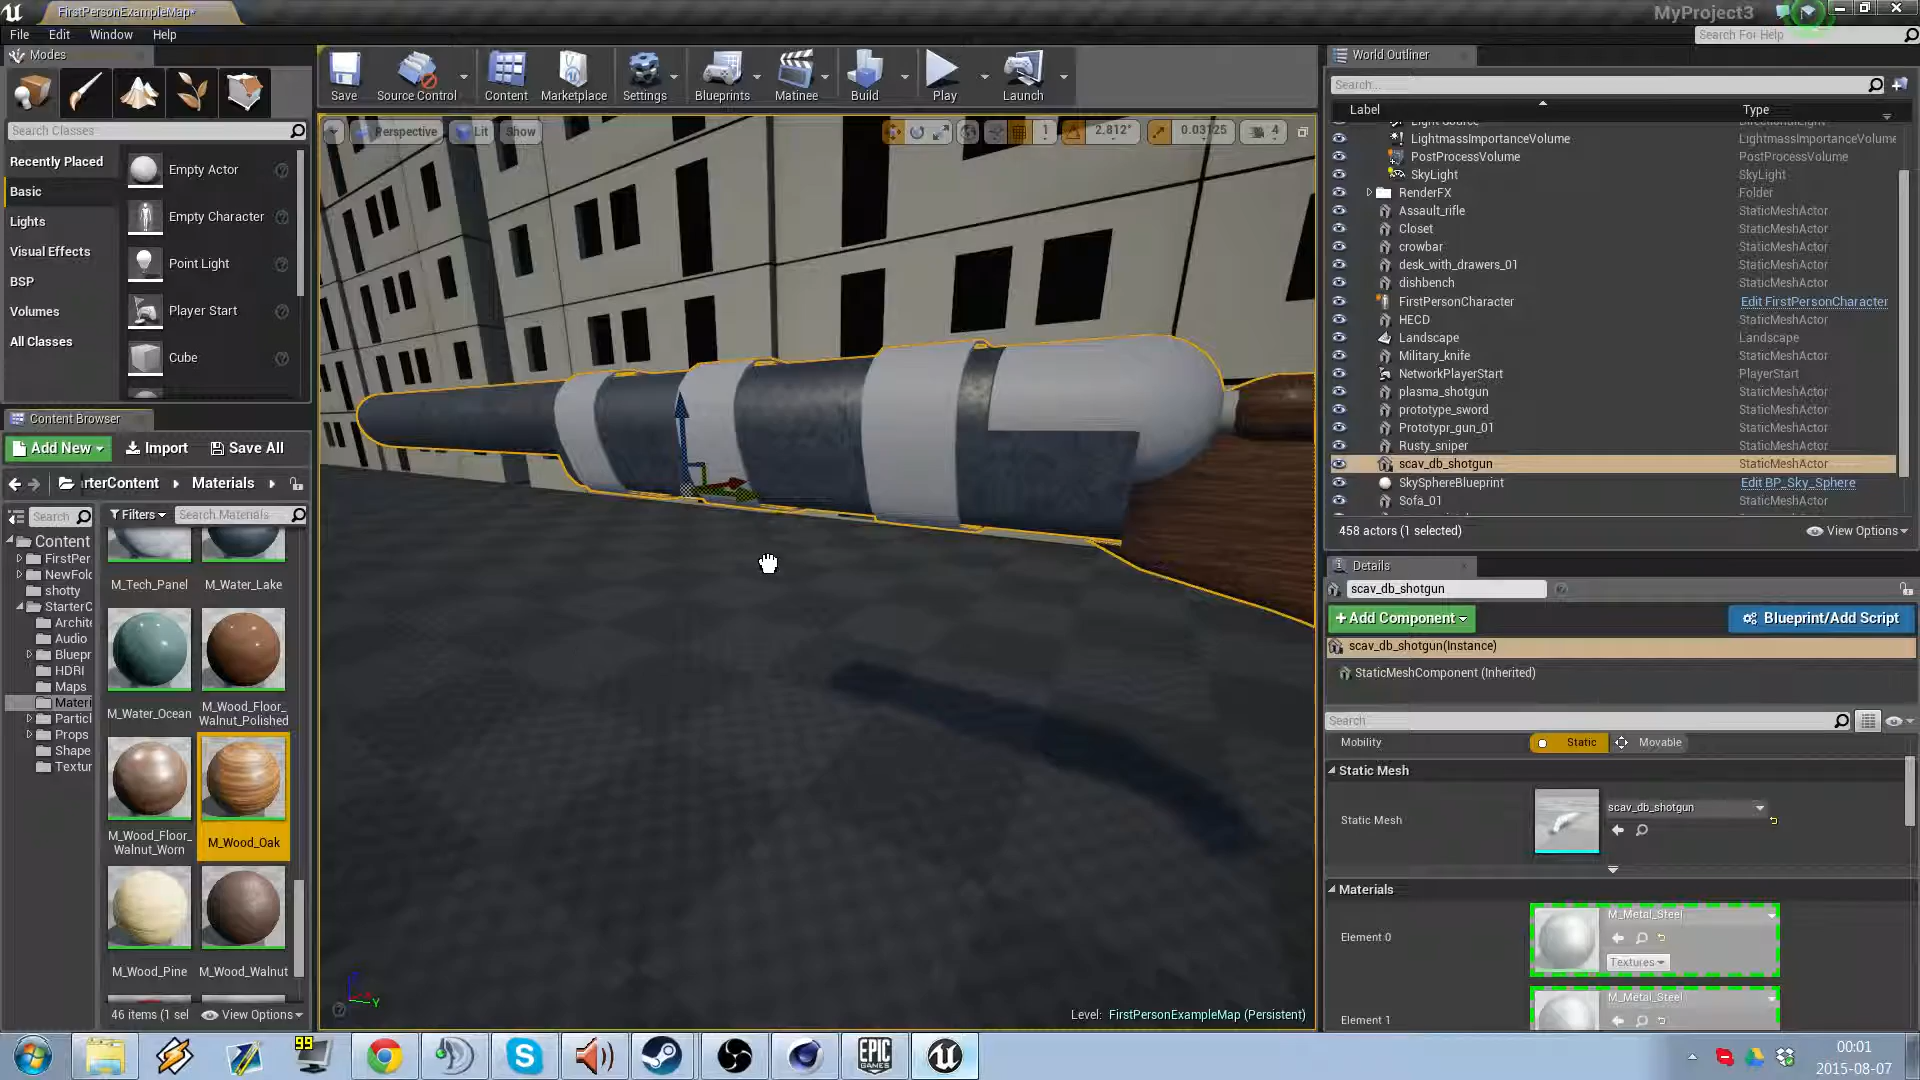 FirstPersonExampleMap*
MyProject3
File Edit Window Help
Search For Help
Modes
Save
Source Control
Content
Marketplace
Settings
Blueprints
Matinee
Build
Play
Launch
Search Classes
Recently Placed
Basic
Lights
Visual Effects
BSP
Volumes
All Classes
Empty Actor
Empty Character
Point Light
Player Start
Cube
Perspective
Lit
Show
1
2.812°
0.03125
4
Content Browser
Add New
Import
Save All
rterContent
Materials
Search
Filters
Search Materials
Content
FirstPer
NewFolc
shotty
StarterC
Archite
Audio
Bluepr
HDRI
Maps
Materi
Particl
Props
Shape
Textur
M_Tech_Panel
M_Water_Lake
M_Water_Ocean
M_Wood_Floor_
Walnut_Polished
M_Wood_Floor_
Walnut_Worn
M_Wood_Oak
M_Wood_Pine
M_Wood_Walnut
46 items (1 sel
View Options
Level: FirstPersonExampleMap (Persistent)
Y
World Outliner
Search...
Label
Type
Light Source
LightmassImportanceVolume LightmassImportanceVolume
PostProcessVolume PostProcessVolume
SkyLight SkyLight
RenderFX Folder
Assault_rifle StaticMeshActor
Closet StaticMeshActor
crowbar StaticMeshActor
desk_with_drawers_01 StaticMeshActor
dishbench StaticMeshActor
FirstPersonCharacter Edit FirstPersonCharacter
HECD StaticMeshActor
Landscape Landscape
Military_knife StaticMeshActor
NetworkPlayerStart PlayerStart
plasma_shotgun StaticMeshActor
prototype_sword StaticMeshActor
Prototypr_gun_01 StaticMeshActor
Rusty_sniper StaticMeshActor
scav_db_shotgun StaticMeshActor
SkySphereBlueprint Edit BP_Sky_Sphere
Sofa_01 StaticMeshActor
458 actors (1 selected)
View Options
Details
scav_db_shotgun
+Add Component
Blueprint/Add Script
scav_db_shotgun(Instance)
StaticMeshComponent (Inherited)
Search
Mobility
Static
Movable
Static Mesh
Static Mesh
scav_db_shotgun
Materials
Element 0
M_Metal_Steel
Textures
Element 1
M_Metal_Steel
99
EPIC
GAMES
00:01
2015-08-07